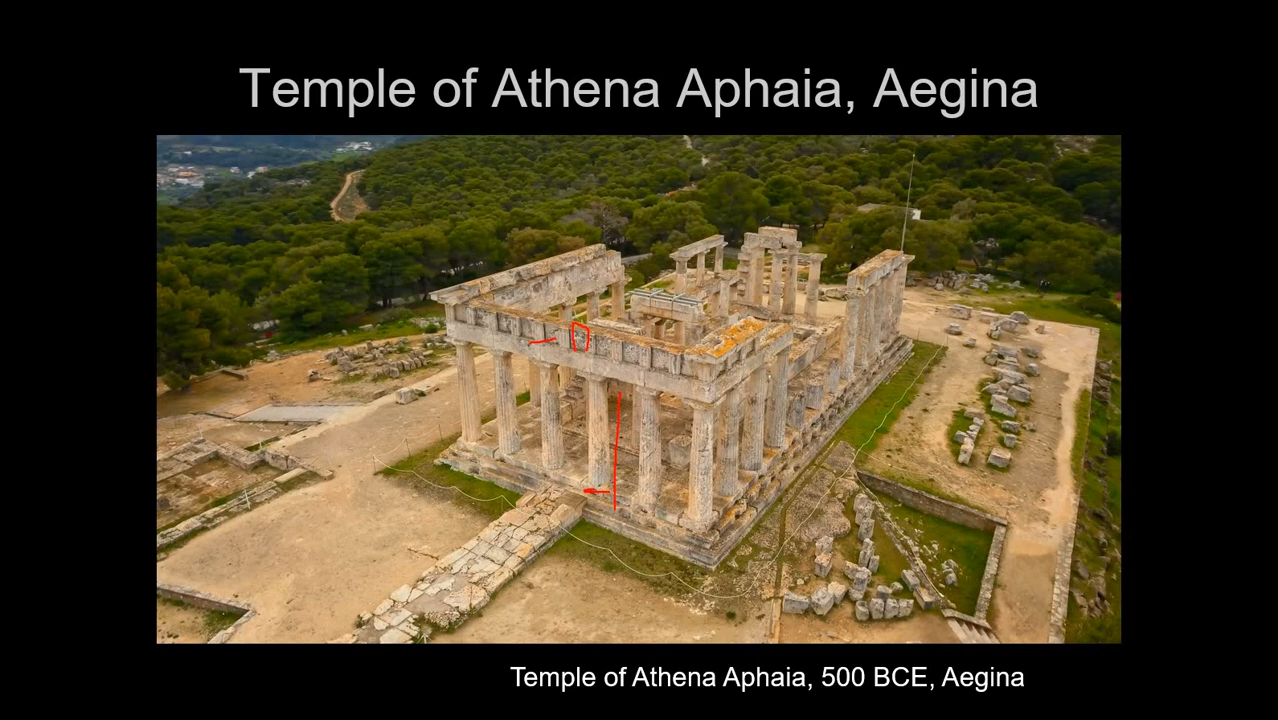 Temple of Athena Aphaia, Aegina
Temple of Athena Aphaia, 500 BCE, Aegina